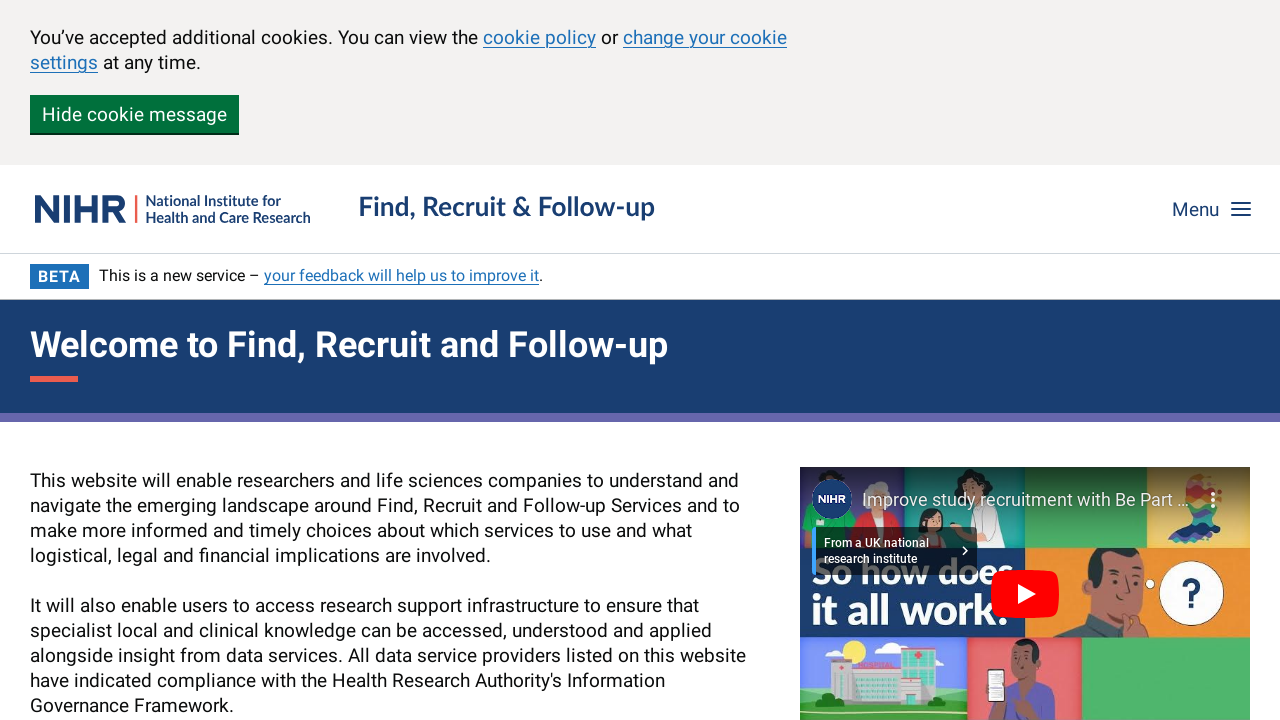 You’ve accepted additional cookies. You can view the cookie policy or change your cookie
settings at any time.
Hide cookie message
NIHR
National Institute for
Health and Care Research
Find, Recruit & Follow-up
Menu
BETA
This is a new service – your feedback will help us to improve it.
Welcome to Find, Recruit and Follow-up
This website will enable researchers and life sciences companies to understand and
navigate the emerging landscape around Find, Recruit and Follow-up Services and to
make more informed and timely choices about which services to use and what
logistical, legal and financial implications are involved.
It will also enable users to access research support infrastructure to ensure that
specialist local and clinical knowledge can be accessed, understood and applied
alongside insight from data services. All data service providers listed on this website
have indicated compliance with the Health Research Authority's Information
Governance Framework.
NIHR
Improve study recruitment with Be Part ...
From a UK national
research institute
So how does
it all work?
?
HOSPITAL